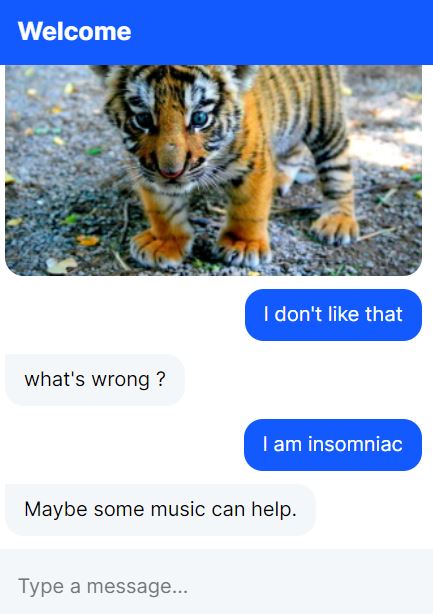 Welcome
I don't like that
what's wrong ?
I am insomniac
Maybe some music can help.
Type a message...